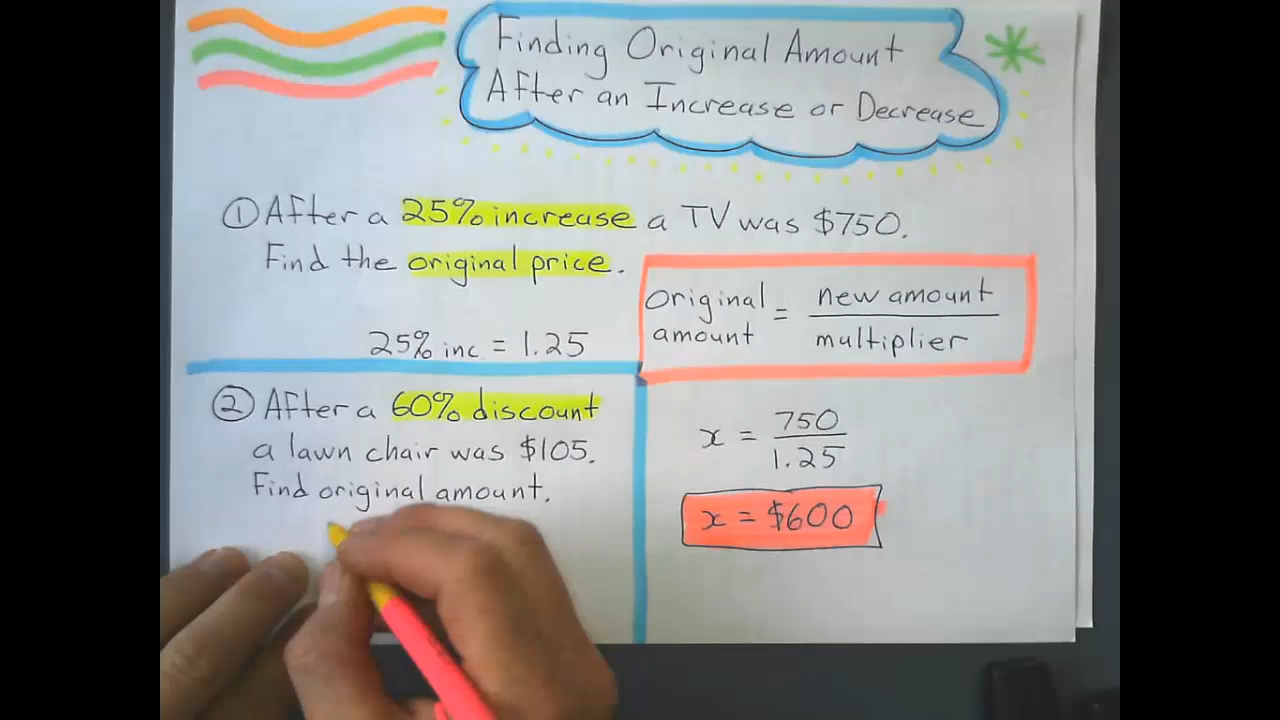 Finding Original Amount
After an Increase or Decrease
① After a 25% increase a TV was $750.
Find the original price.
25% inc. = 1.25
Original amount = new amount / multiplier
x = 750 / 1.25
x = $600
② After a 60% discount
a lawn chair was $105.
Find original amount.